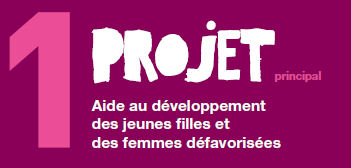 1 PROJET
principal
Aide au développement
des jeunes filles et
des femmes défavorisées